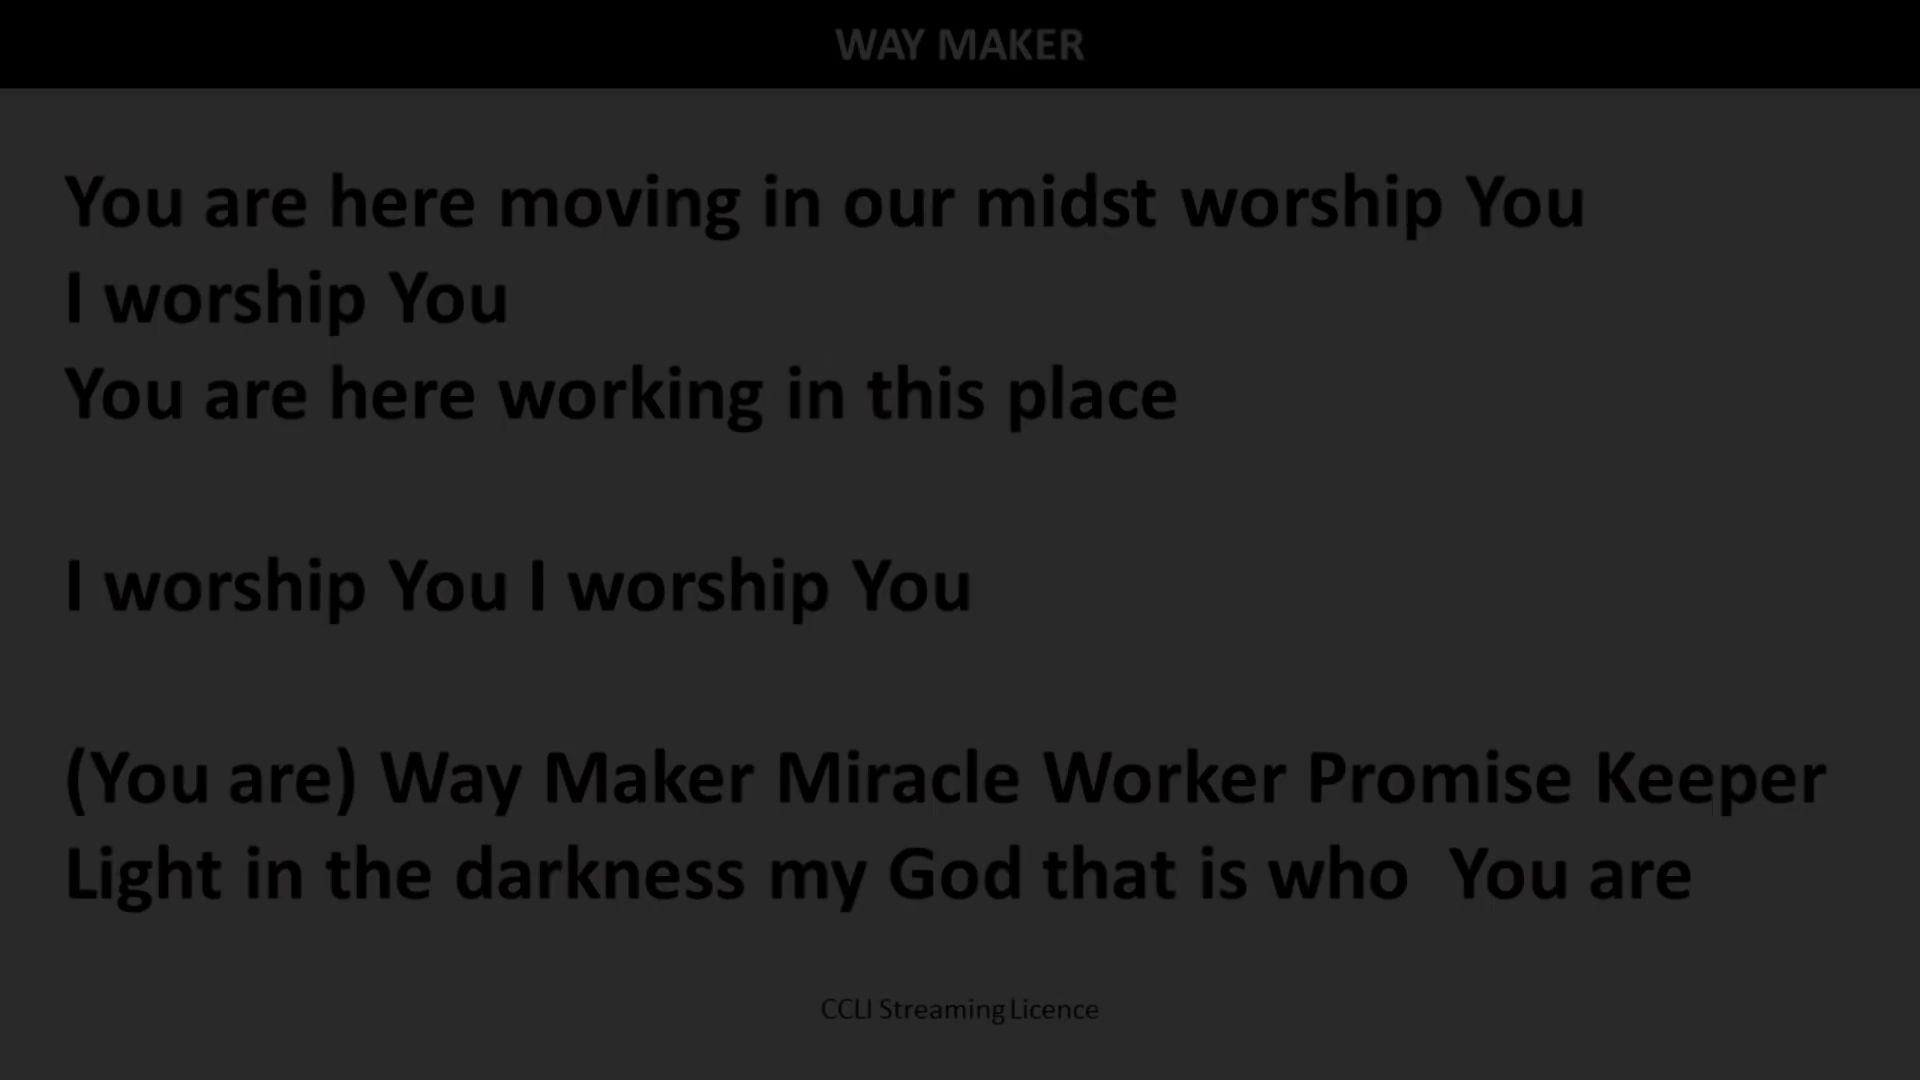 WAY MAKER
You are here moving in our midst worship You
I worship You
You are here working in this place
I worship You I worship You
(You are) Way Maker Miracle Worker Promise Keeper
Light in the darkness my God that is who  You are
CCLI Streaming Licence